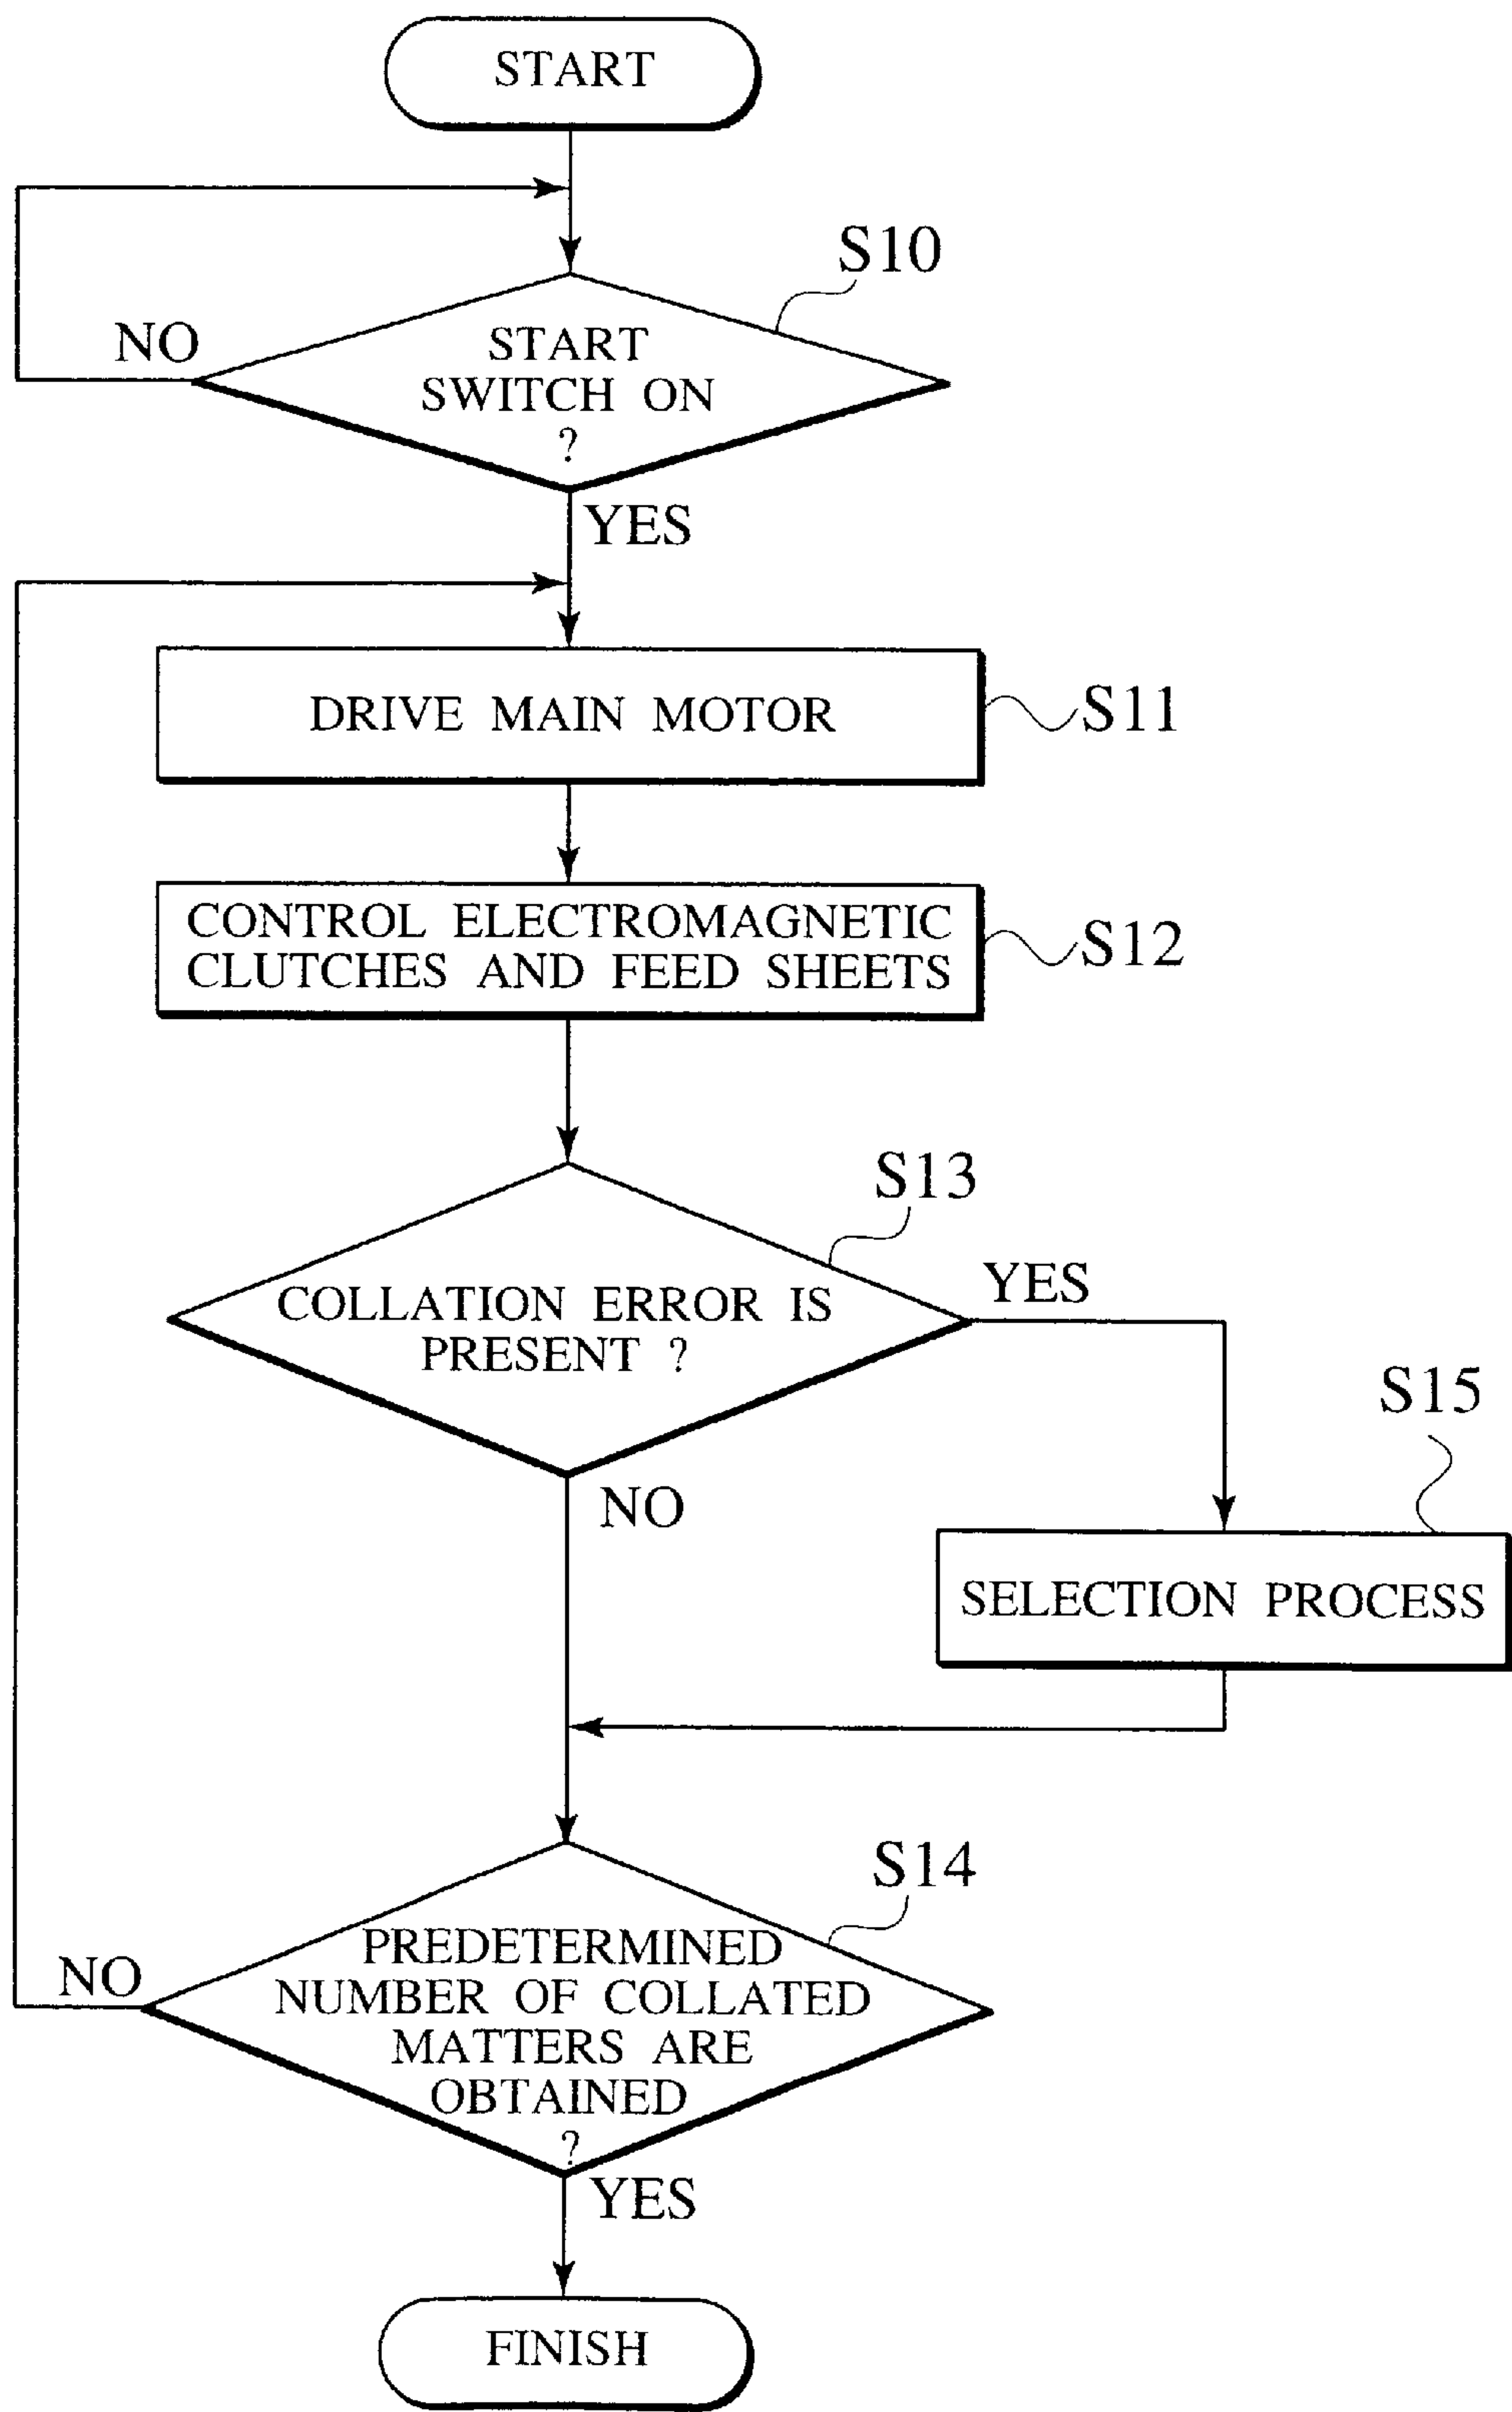 START
S10
NO
START
SWITCH ON
?
YES
DRIVE MAIN MOTOR
S11
CONTROL ELECTROMAGNETIC
CLUTCHES AND FEED SHEETS
S12
S13
YES
COLLATION ERROR IS
PRESENT ?
S15
NO
SELECTION PROCESS
S14
NO
PREDETERMINED
NUMBER OF COLLATED
MATTERS ARE
OBTAINED
?
YES
FINISH